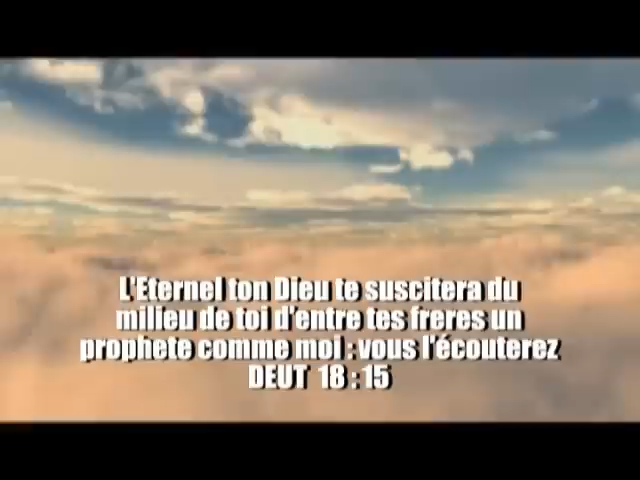 L'Eternel ton Dieu te suscitera du
milieu de toi d'entre tes freres un
prophete comme moi : vous l'écouterez
DEUT 18 : 15